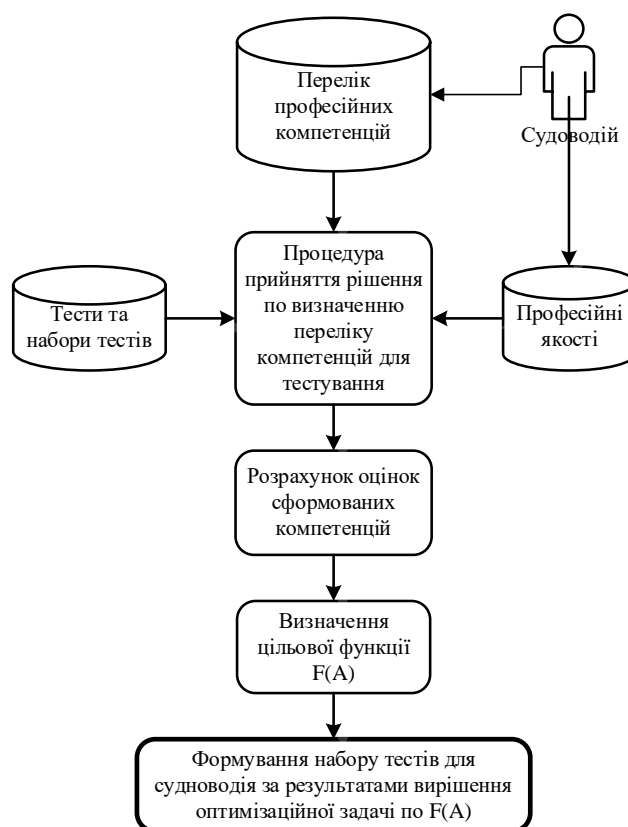 Перелік
професійних
компетенцій
Судоводій
Процедура
прийняття рішення
по визначенню
переліку
компетенцій для
тестування
Тести та
набори тестів
Професійні
якості
Розрахунок оцінок
сформованих
компетенцій
Визначення
цільової функції
F(A)
Формування набору тестів для
судноводія за результатами вирішення
оптимізаційної задачі по F(A)